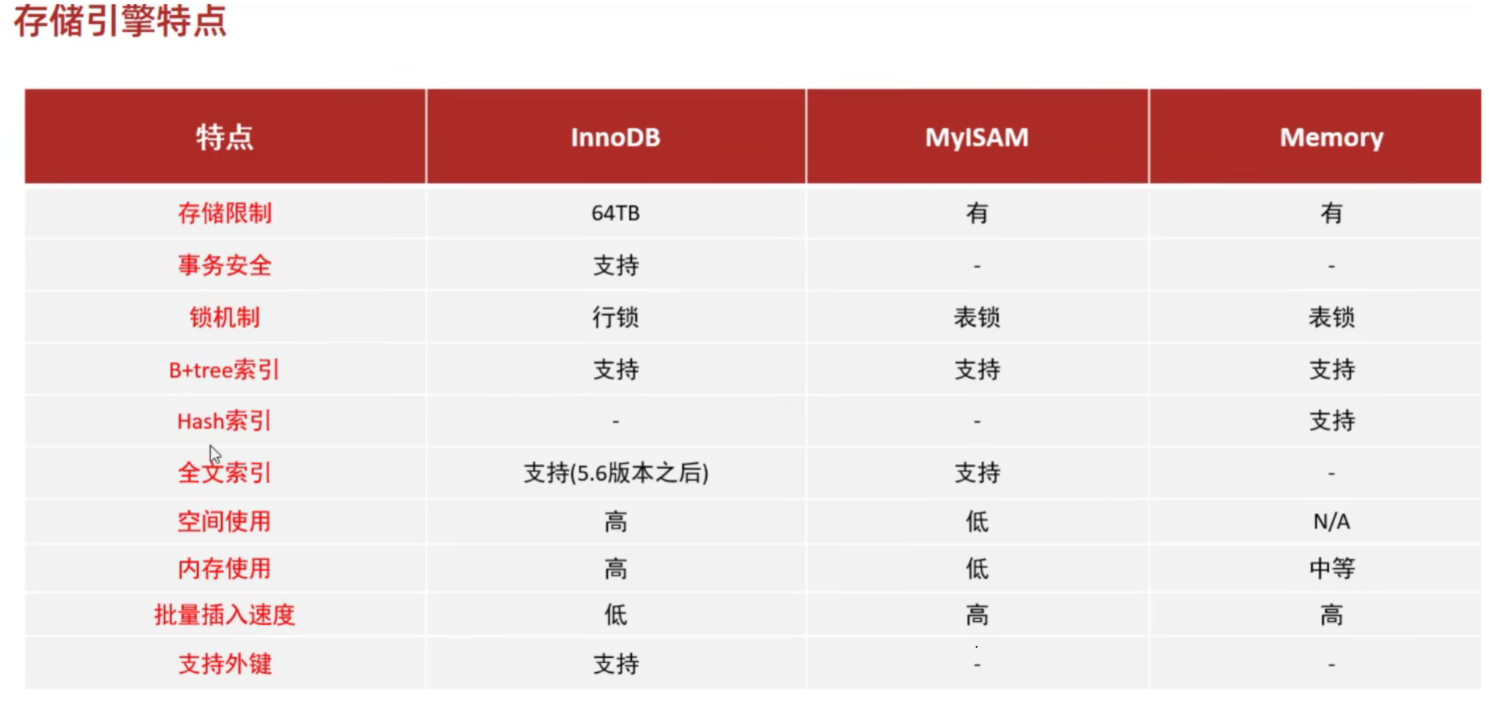 存储引擎特点
特点 InnoDB MyISAM Memory
存储限制 64TB 有 有
事务安全 支持 - -
锁机制 行锁 表锁 表锁
B+tree索引 支持 支持 支持
Hash索引 - - 支持
全文索引 支持(5.6版本之后) 支持 -
空间使用 高 低 N/A
内存使用 高 低 中等
批量插入速度 低 高 高
支持外键 支持 - -